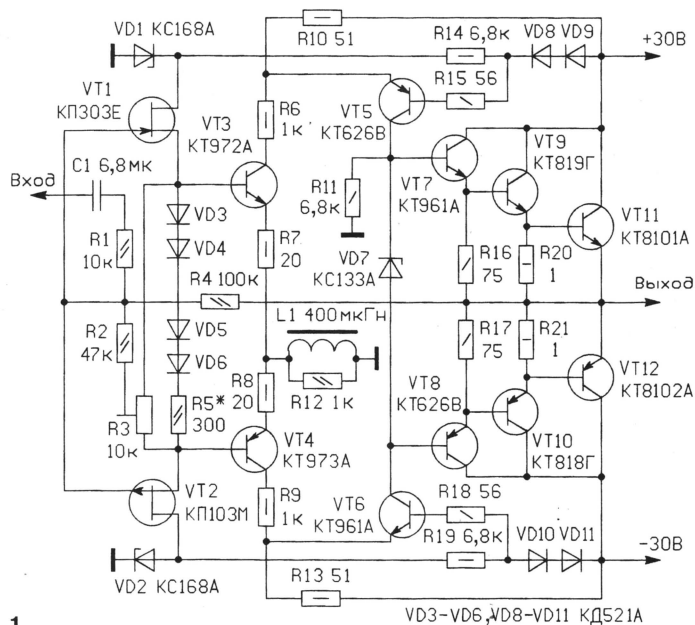 VD1 КС168А
R10 51
R14 6,8к
VD8 VD9
+30В
VT1
КП303Е
R6
1к
VT5
КТ626В
R15 56
VT3
КТ972А
VT9
КТ819Г
С1 6,8мк
Вход
R11
6,8к
VT7
КТ961А
VT11
КТ8101А
VD3
VD4
R7
20
VD7
КС133А
R16
75
R20
1
R1
10к
R4 100к
Выход
L1 400мкГн
R2
47к
VD5
VD6
R17
75
R21
1
R8
20
R12 1к
VT8
КТ626В
VT12
КТ8102А
R3
10к
R5*
300
VT4
КТ973А
VT10
КТ818Г
VT2
КП103М
R9
1к
VT6
КТ961А
R18 56
R19 6,8к
VD10 VD11
-30В
VD2 КС168А
R13 51
VD3-VD6,VD8-VD11 КД521А
1